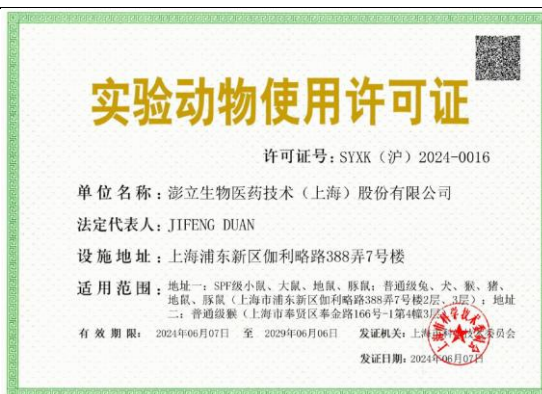 实验动物使用许可证
许可证号：SYXK（沪）2024-0016
单位名称：澎立生物医药技术（上海）股份有限公司
法定代表人：JIFENG DUAN
设施地址：上海浦东新区伽利略路388弄7号楼
适用范围：地址一：SPF级小鼠、大鼠、地鼠、豚鼠；普通级兔、犬、猴、猪、
地鼠、豚鼠（上海市浦东新区伽利略路388弄7号楼2层、3层）；地址
二：普通级猴（上海市奉贤区奉金路166号-1第4幢3层
有效期限：2024年06月07日 至 2029年06月06日 发证机关：上海市科学技术委员会
发证日期：2024年06月07日